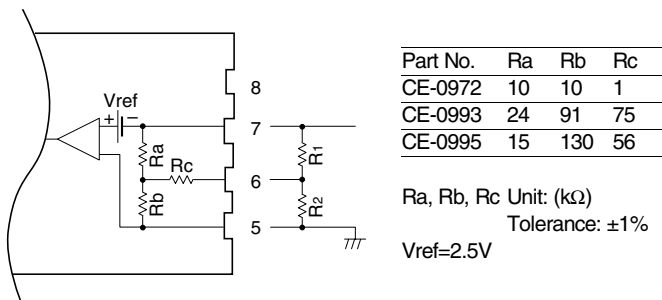 8
Vref
+ −
7
Ra
R1
Rc
6
Rb
R2
5
Part No. Ra Rb Rc
CE-0972 10 10 1
CE-0993 24 91 75
CE-0995 15 130 56
Ra, Rb, Rc Unit: (kΩ)
Tolerance: ±1%
Vref=2.5V